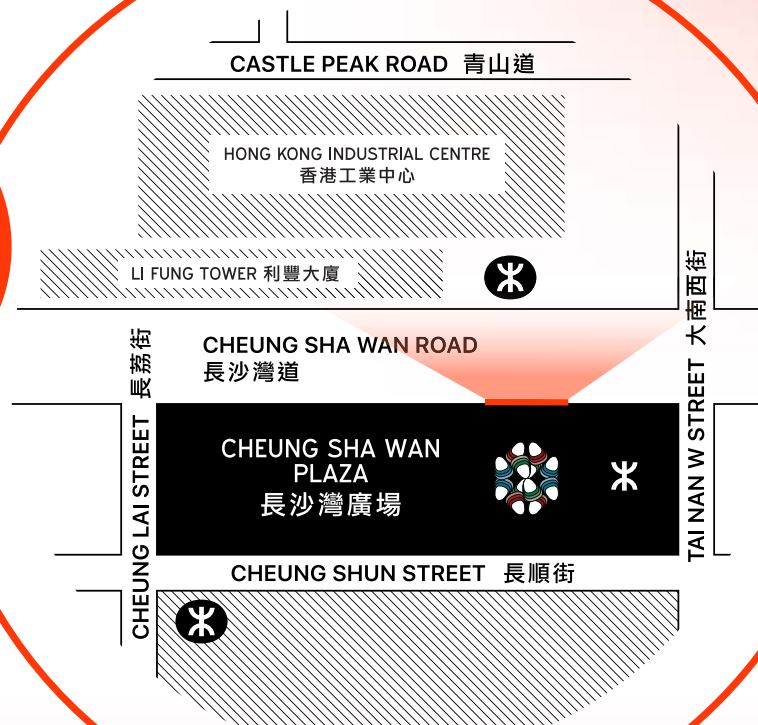 CASTLE PEAK ROAD 青山道
HONG KONG INDUSTRIAL CENTRE
香港工業中心
LI FUNG TOWER 利豐大廈
CHEUNG SHA WAN ROAD
長沙灣道
CHEUNG LAI STREET 長荔街
TAI NAN W STREET 大南西街
CHEUNG SHA WAN
PLAZA
長沙灣廣場
CHEUNG SHUN STREET 長順街